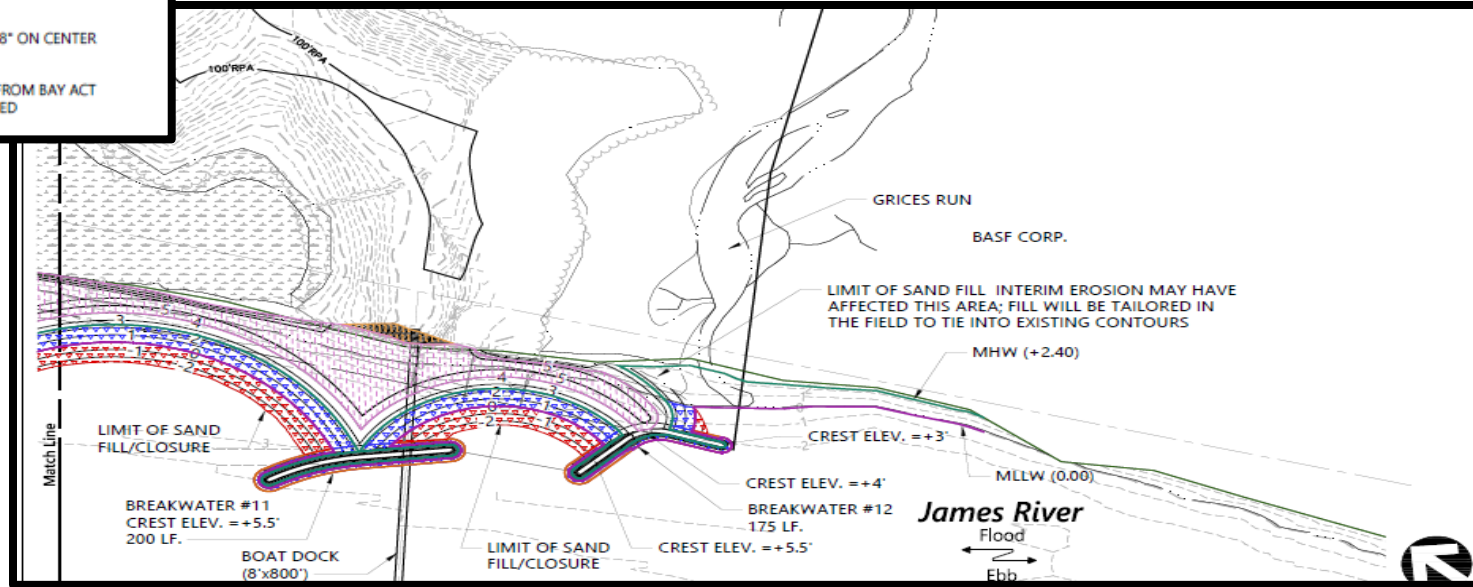 8" ON CENTER
FROM BAY ACT
ED
100'RPA
100'RPA
16
GRICES RUN
BASF CORP.
LIMIT OF SAND FILL INTERIM EROSION MAY HAVE
AFFECTED THIS AREA; FILL WILL BE TAILORED IN
THE FIELD TO TIE INTO EXISTING CONTOURS
MHW (+2.40)
Match Line
LIMIT OF SAND
FILL/CLOSURE
CREST ELEV. =+3'
MLLW (0.00)
CREST ELEV. =+4'
BREAKWATER #11
CREST ELEV. =+5.5'
200 LF.
BREAKWATER #12
175 LF.
BOAT DOCK
(8'x800')
LIMIT OF SAND
FILL/CLOSURE
CREST ELEV. =+5.5'
James River
Flood
Ebb